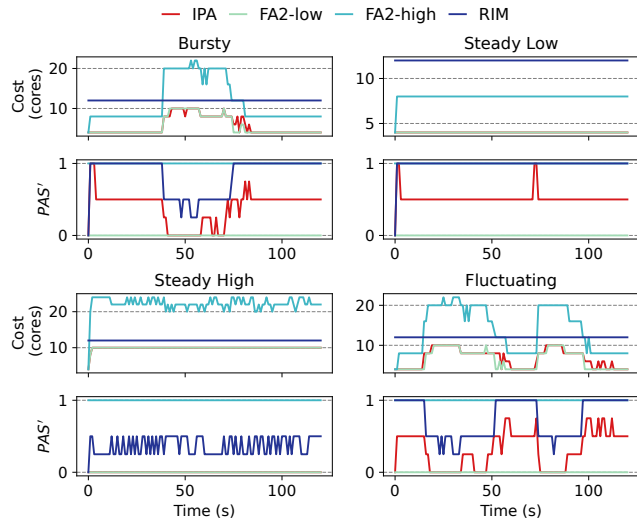 IPA FA2-low FA2-high RIM
Bursty Steady Low
Cost
(cores)
20
10
10
5
PAS'
1
0
0 50 100
0 50 100
Steady High Fluctuating
Cost
(cores)
20
10
20
10
PAS'
1
0
1
0
0 50 100
Time (s)
0 50 100
Time (s)